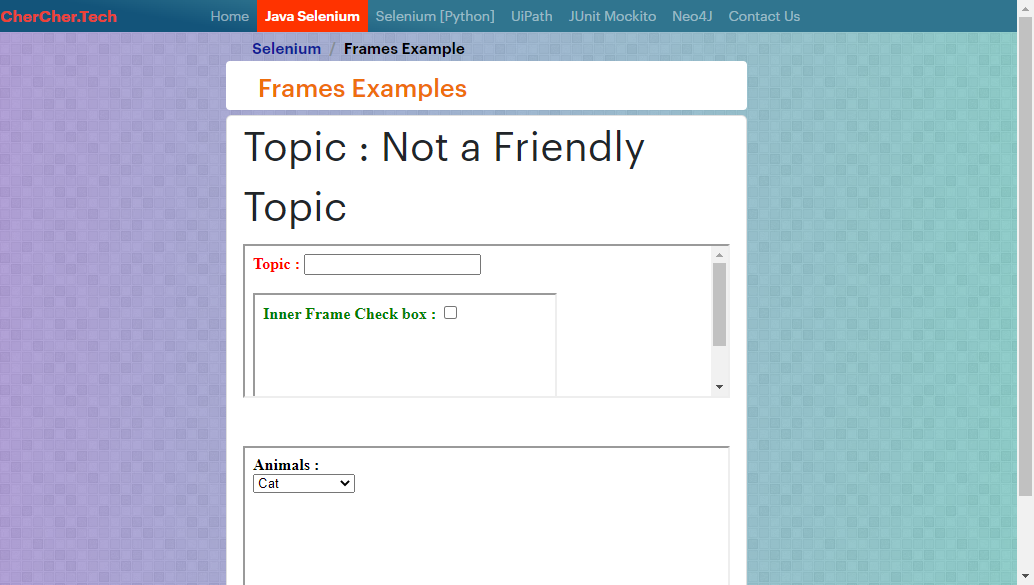 CherCher.Tech Home Java Selenium Selenium [Python] UiPath JUnit Mockito Neo4J Contact Us
Selenium / Frames Example
Frames Examples
Topic : Not a Friendly
Topic
Topic :
Inner Frame Check box :
Animals :
Cat